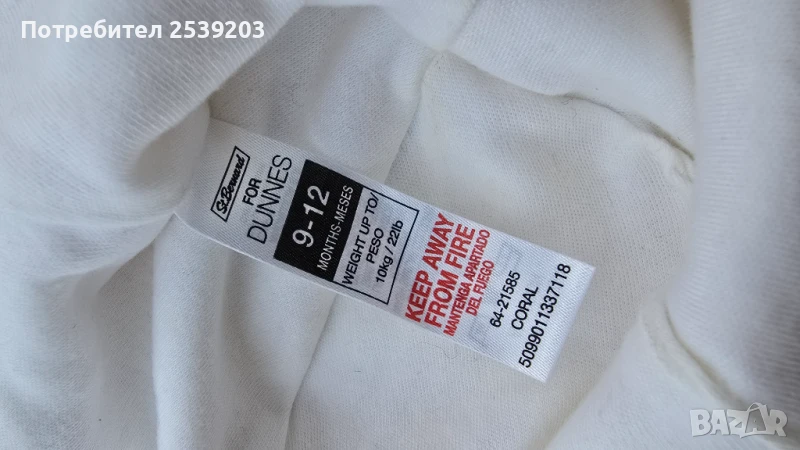 Потребител 2539203
St. Bernard
FOR
DUNNES
9-12
MONTHS-MESES
WEIGHT UP TO/
PESO
10kg / 22lb
KEEP AWAY
FROM FIRE
MANTENGA APARTADO
DEL FUEGO
64-21585
CORAL
5099011337118
BAZAR